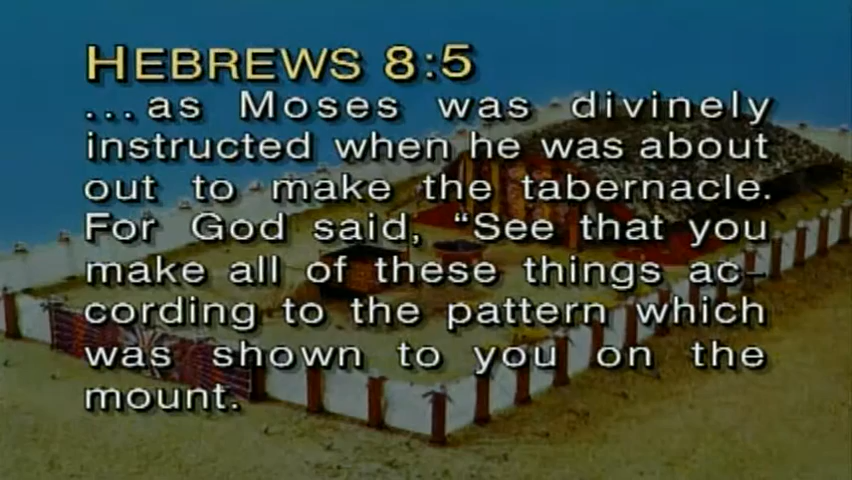 HEBREWS 8:5
...as Moses was divinely
instructed when he was about
out to make the tabernacle.
For God said, “See that you
make all of these things ac-
cording to the pattern which
was shown to you on the
mount.